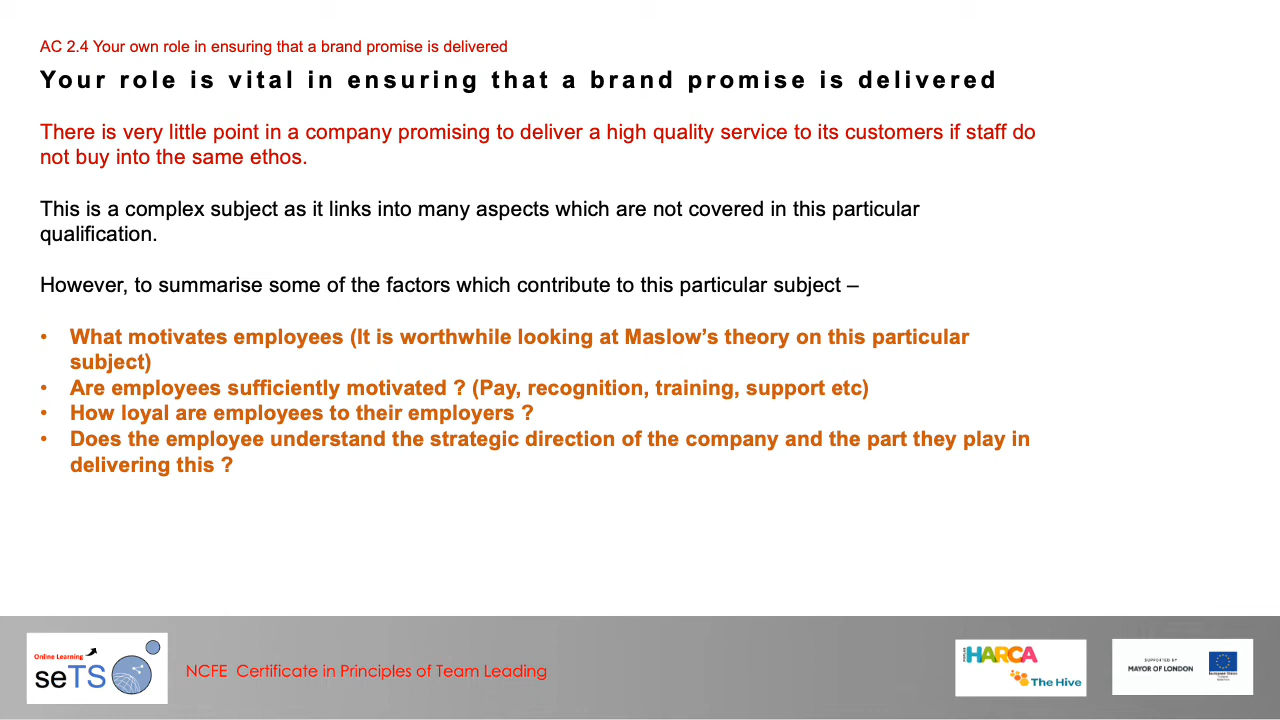 AC 2.4 Your own role in ensuring that a brand promise is delivered
Your role is vital in ensuring that a brand promise is delivered
There is very little point in a company promising to deliver a high quality service to its customers if staff do
not buy into the same ethos.
This is a complex subject as it links into many aspects which are not covered in this particular
qualification.
However, to summarise some of the factors which contribute to this particular subject –
• What motivates employees (It is worthwhile looking at Maslow’s theory on this particular
subject)
• Are employees sufficiently motivated ? (Pay, recognition, training, support etc)
• How loyal are employees to their employers ?
• Does the employee understand the strategic direction of the company and the part they play in
delivering this ?
Online Learning
seTS
NCFE Certificate in Principles of Team Leading
HARCA
The Hive
SUPPORTED BY
MAYOR OF LONDON
European Union